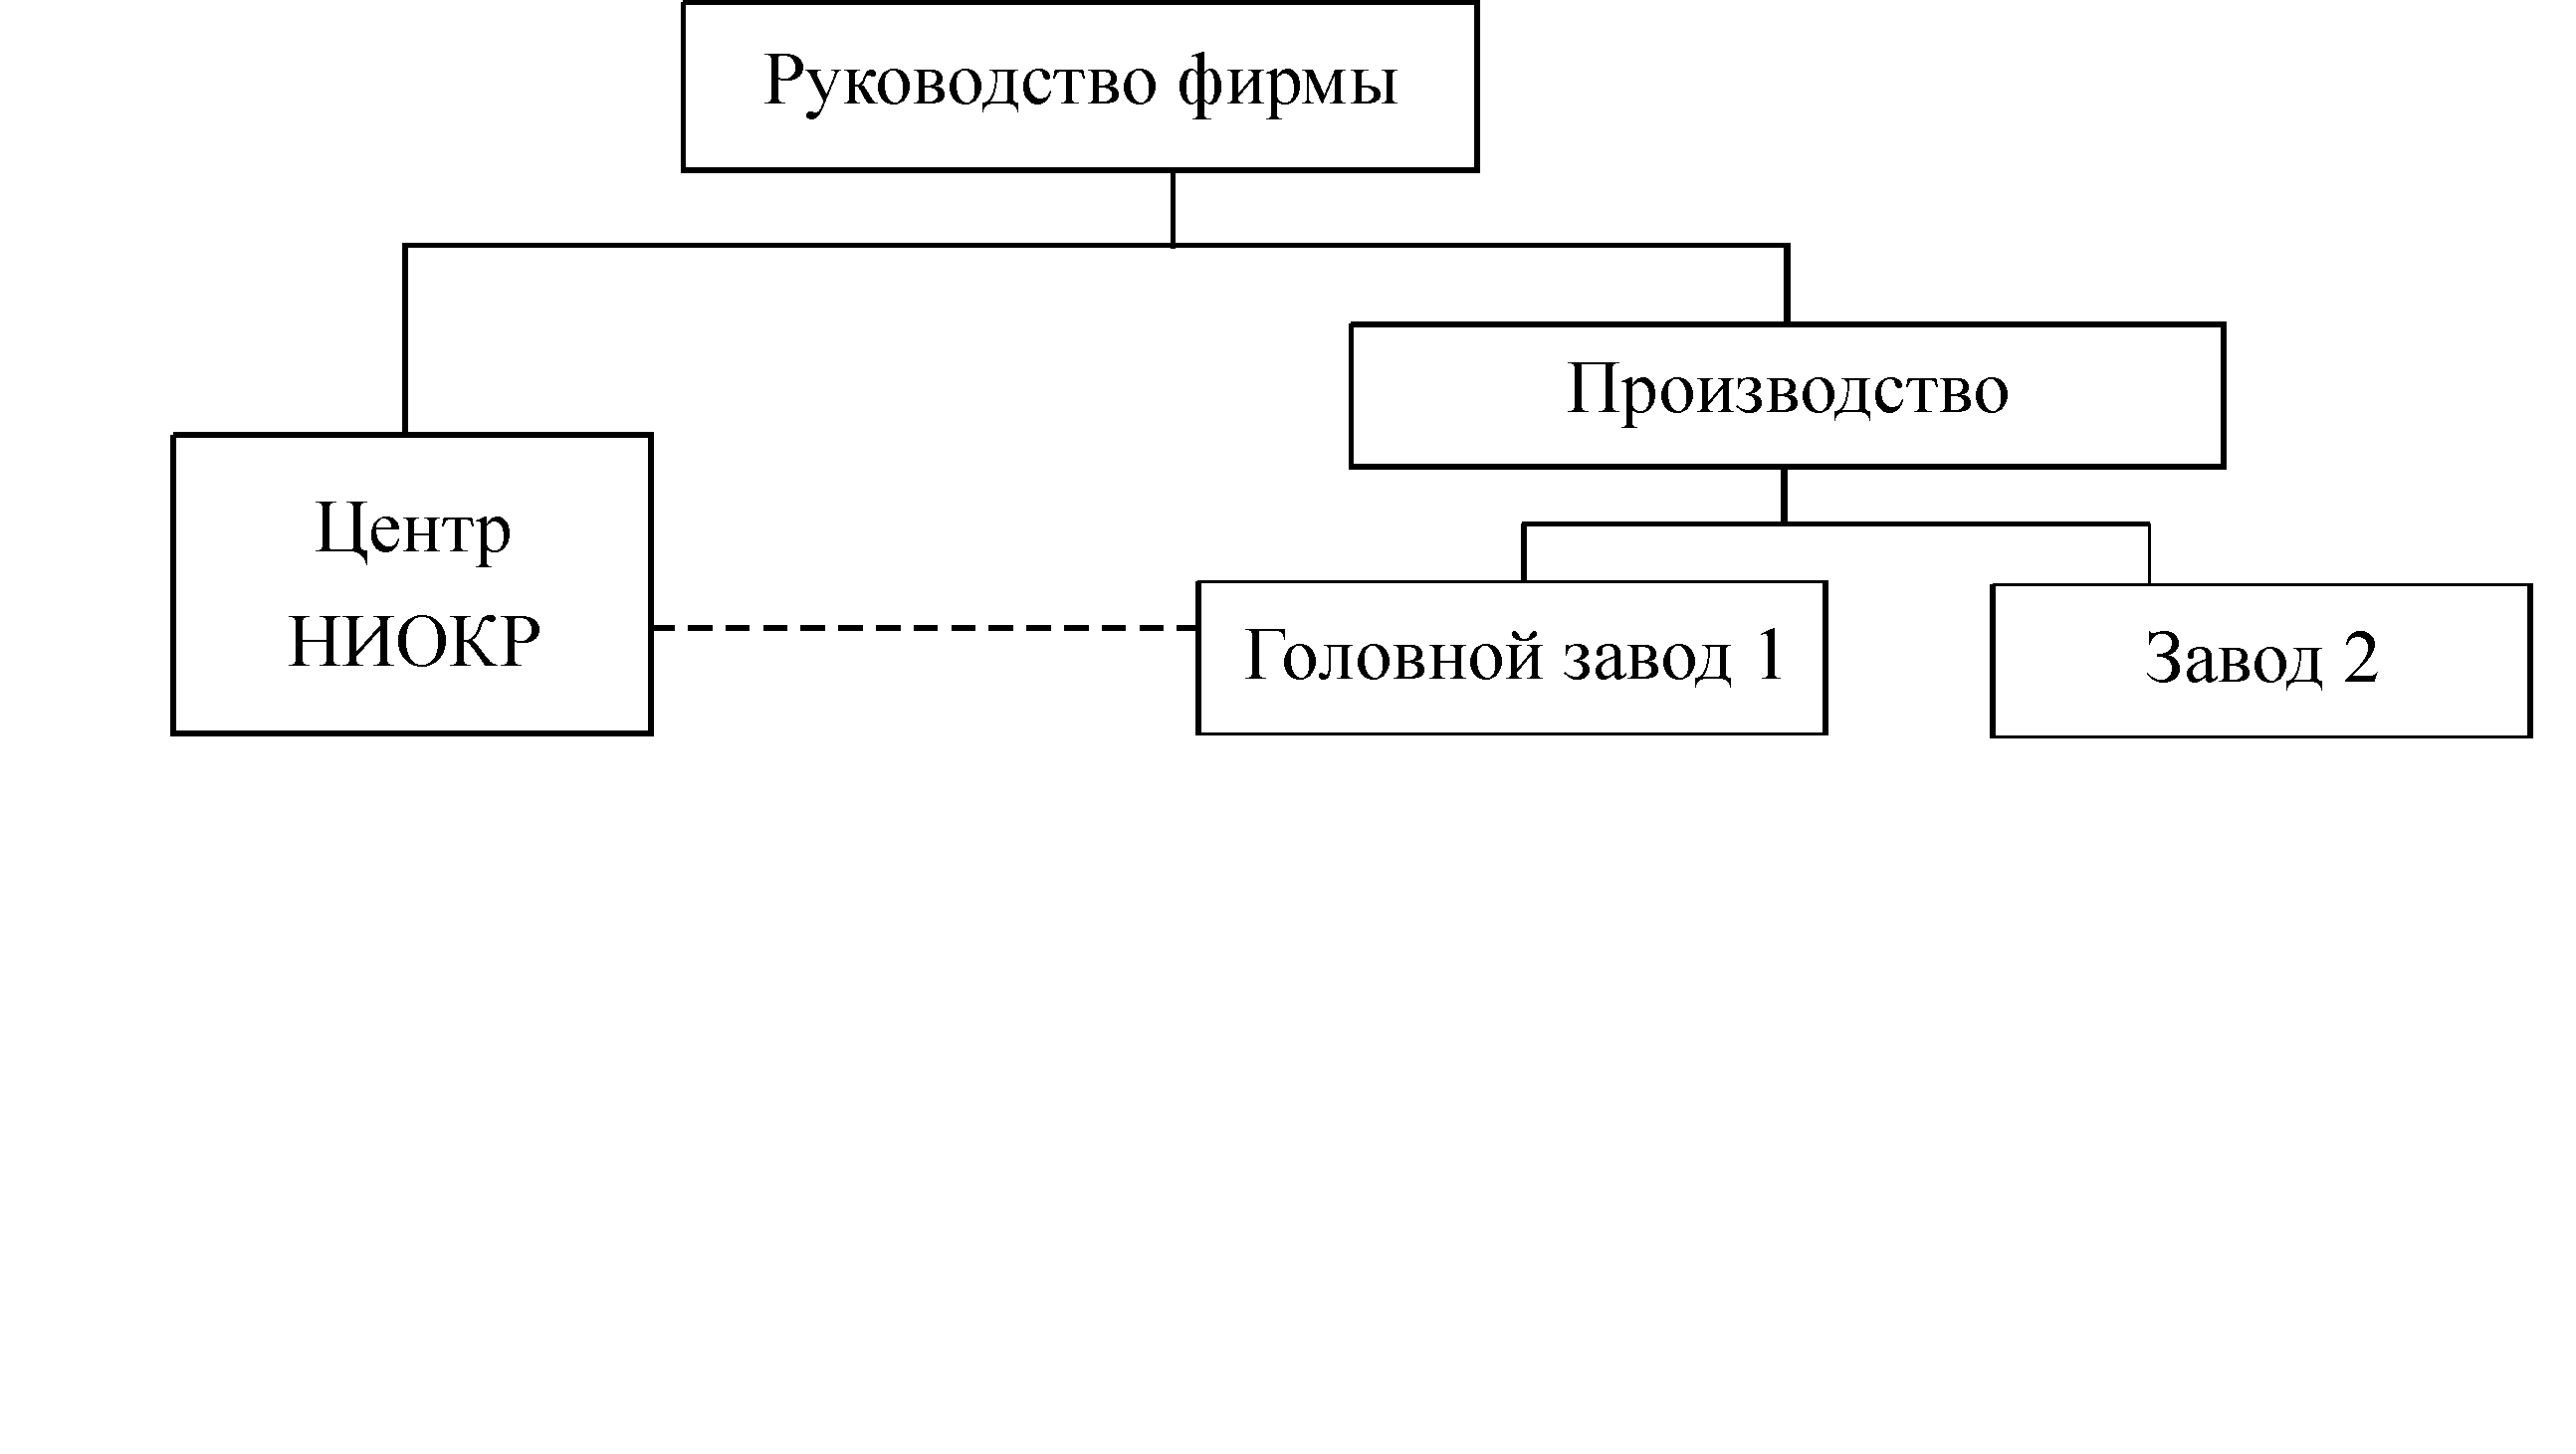 Руководство фирмы
Производство
Центр
НИОКР
Головной завод 1
Завод 2